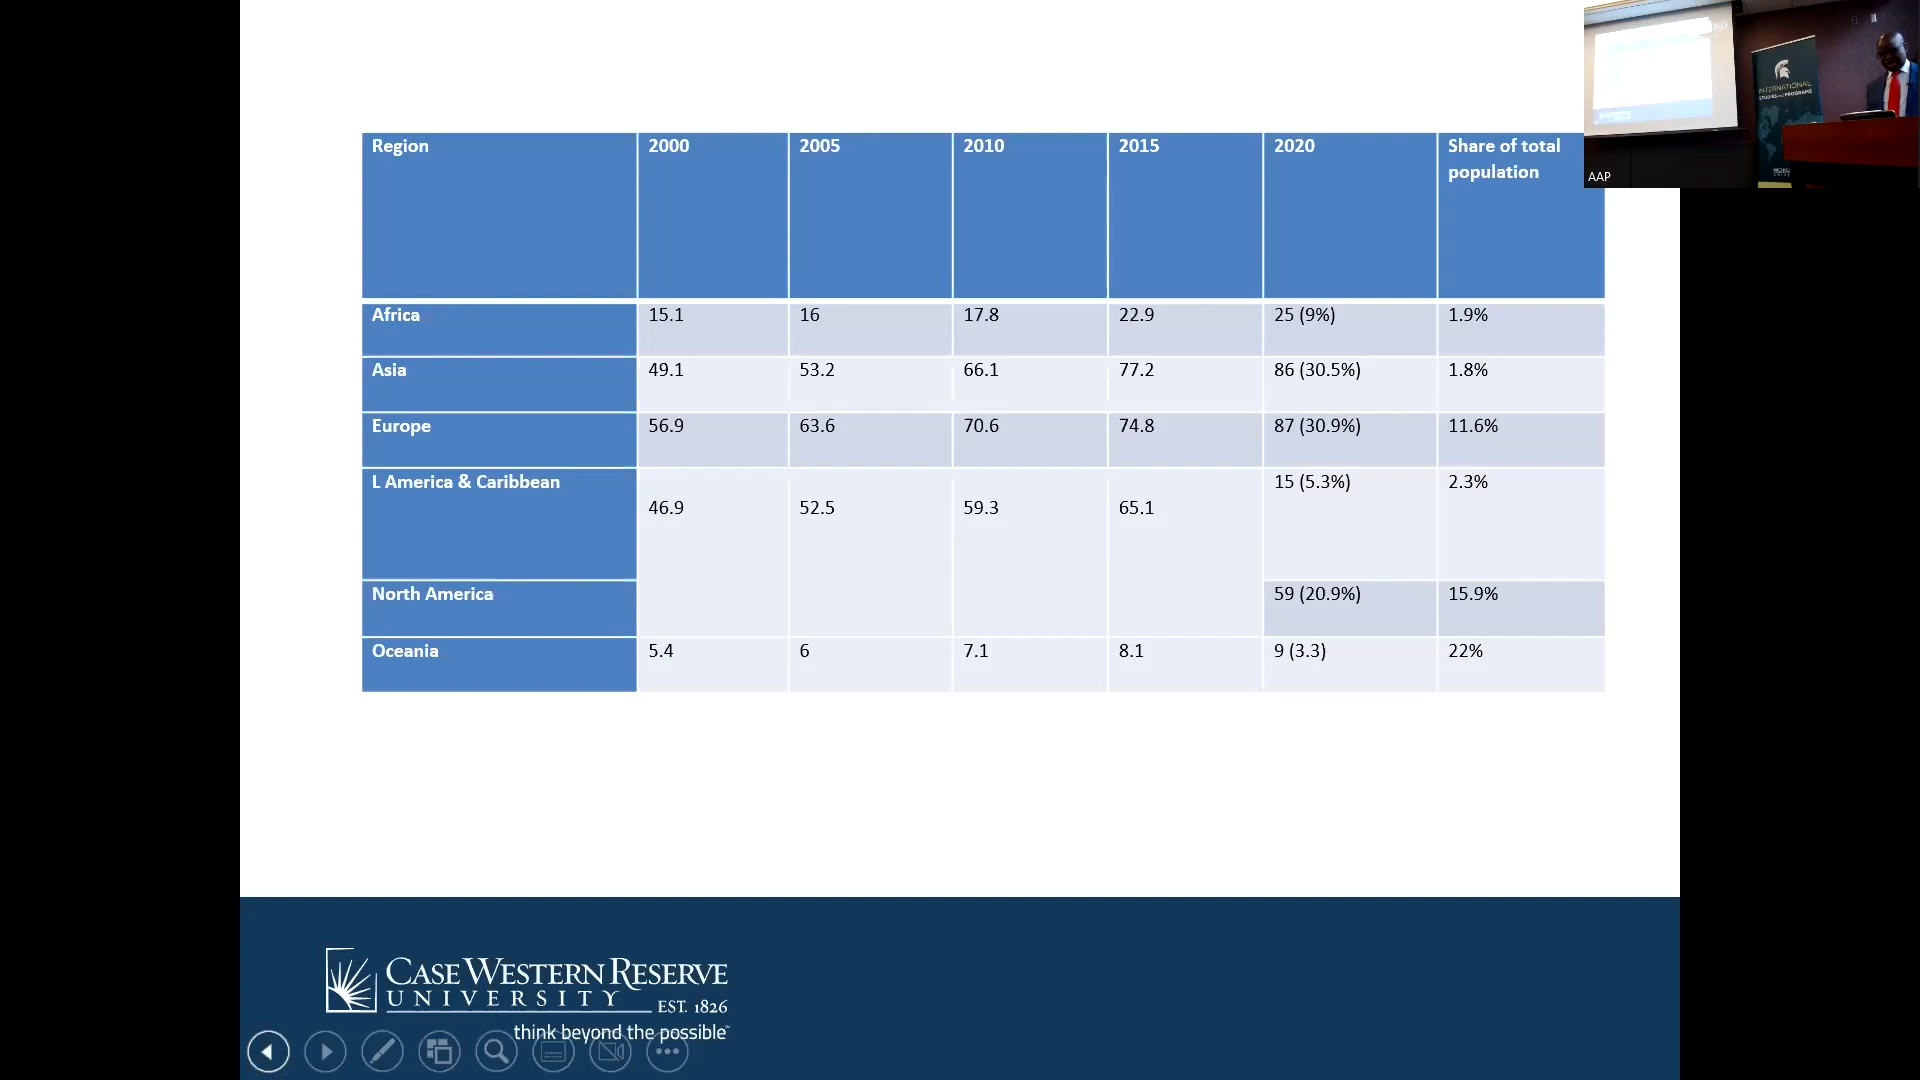 Region 2000 2005 2010 2015 2020 Share of total
population
Africa 15.1 16 17.8 22.9 25 (9%) 1.9%
Asia 49.1 53.2 66.1 77.2 86 (30.5%) 1.8%
Europe 56.9 63.6 70.6 74.8 87 (30.9%) 11.6%
L America & Caribbean 15 (5.3%) 2.3%
46.9 52.5 59.3 65.1
North America 59 (20.9%) 15.9%
Oceania 5.4 6 7.1 8.1 9 (3.3) 22%
INTERNATIONAL
STUDIES AND PROGRAMS
AAP
CASE WESTERN RESERVE
UNIVERSITY
EST. 1826
think beyond the possible